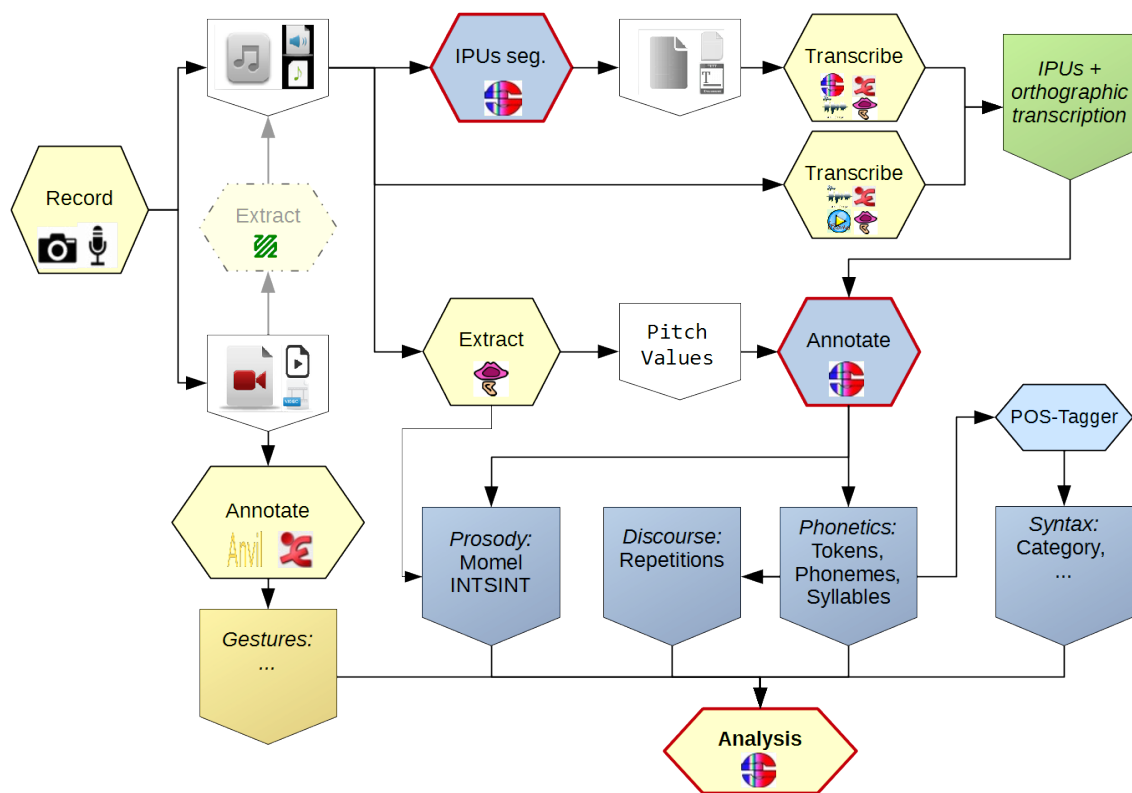 IPUs seg.
Transcribe
IPUs +
orthographic
transcription
Record
Extract
Transcribe
Extract
Pitch
Values
Annotate
POS-Tagger
Annotate
Anvil
Prosody:
Momel
INTSINT
Discourse:
Repetitions
Phonetics:
Tokens,
Phonemes,
Syllables
Syntax:
Category,
...
Gestures:
...
Analysis